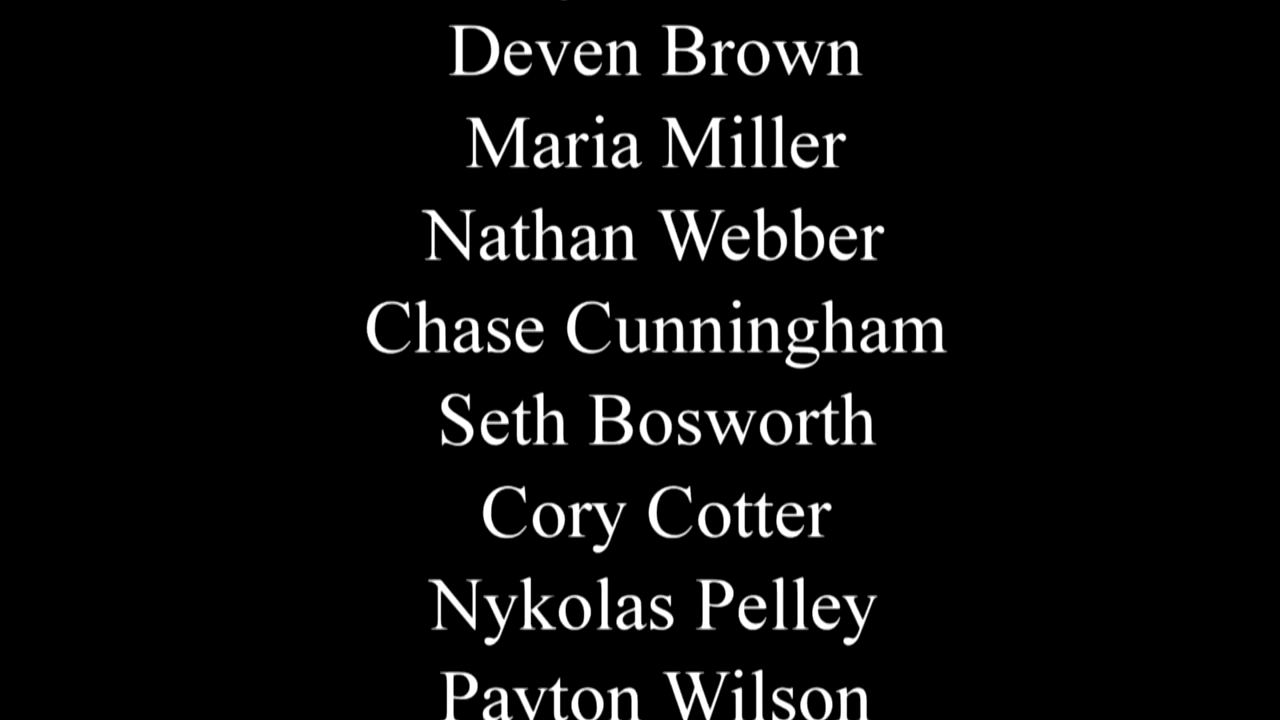 Deven Brown
Maria Miller
Nathan Webber
Chase Cunningham
Seth Bosworth
Cory Cotter
Nykolas Pelley
Payton Wilson